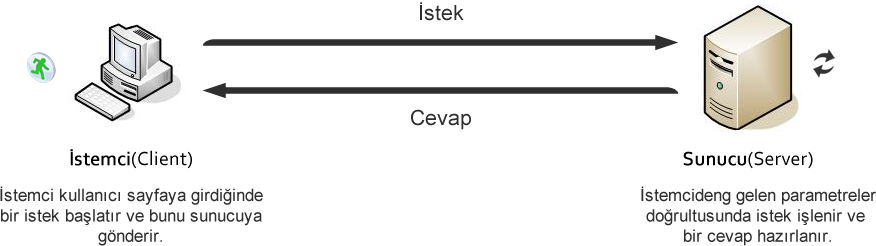 İstek
Cevap
İstemci(Client)
İstemci kullanıcı sayfaya girdiğinde
bir istek başlatır ve bunu sunucuya
gönderir.
Sunucu(Server)
İstemcideng gelen parametreler
doğrultusunda istek işlenir ve
bir cevap hazırlanır.